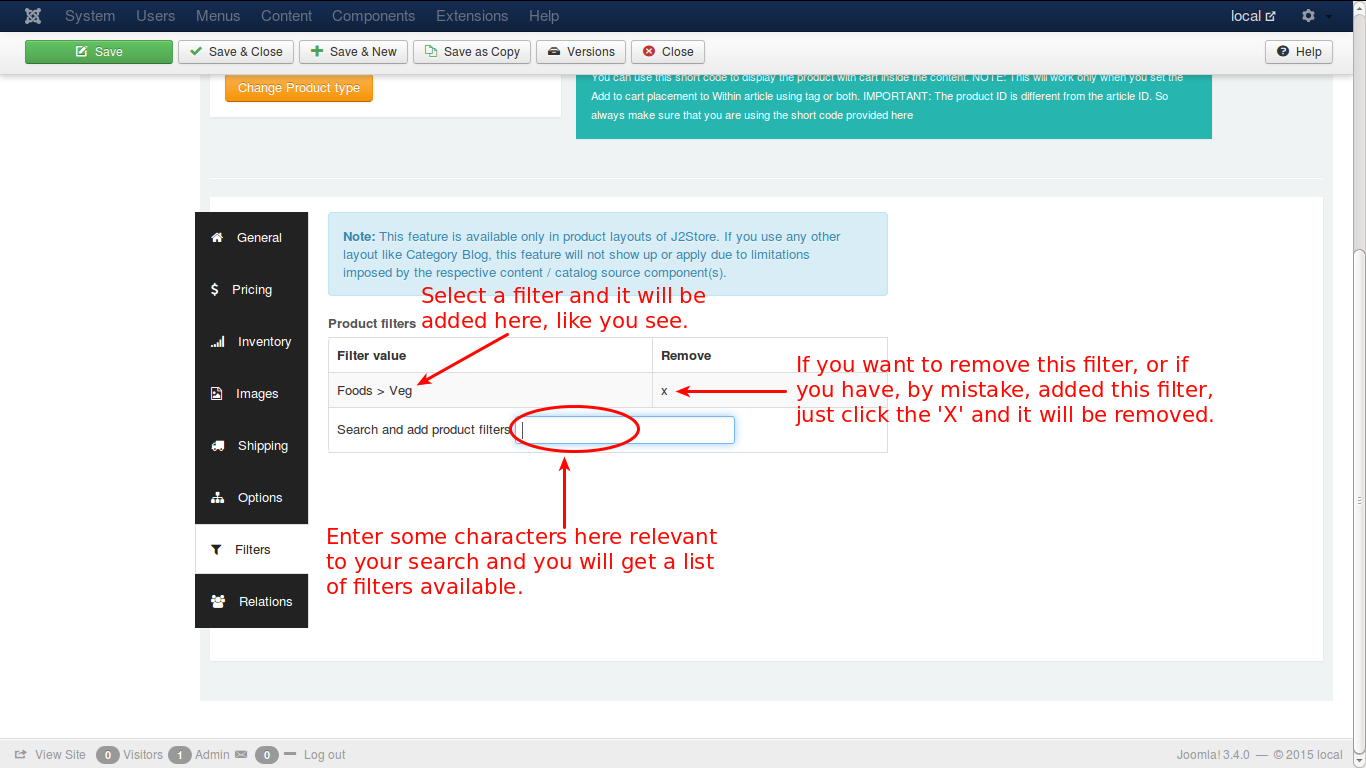 System Users Menus Content Components Extensions Help local
Save Save & Close Save & New Save as Copy Versions Close Help
Change Product type
You can use this short code to display the product with cart inside the content. NOTE: This will work only when you set the
Add to cart placement to Within article using tag or both. IMPORTANT: The product ID is different from the article ID. So
always make sure that you are using the short code provided here
General
Pricing
Inventory
Images
Shipping
Options
Filters
Relations
Note: This feature is available only in product layouts of J2Store. If you use any other
layout like Category Blog, this feature will not show up or apply due to limitations
imposed by the respective content / catalog source component(s).
Select a filter and it will be
added here, like you see.
Product filters
Filter value Remove
Foods > Veg x
If you want to remove this filter, or if
you have, by mistake, added this filter,
just click the 'X' and it will be removed.
Search and add product filters
Enter some characters here relevant
to your search and you will get a list
of filters available.
View Site 0 Visitors 1 Admin 0 Log out Joomla! 3.4.0 — © 2015 local